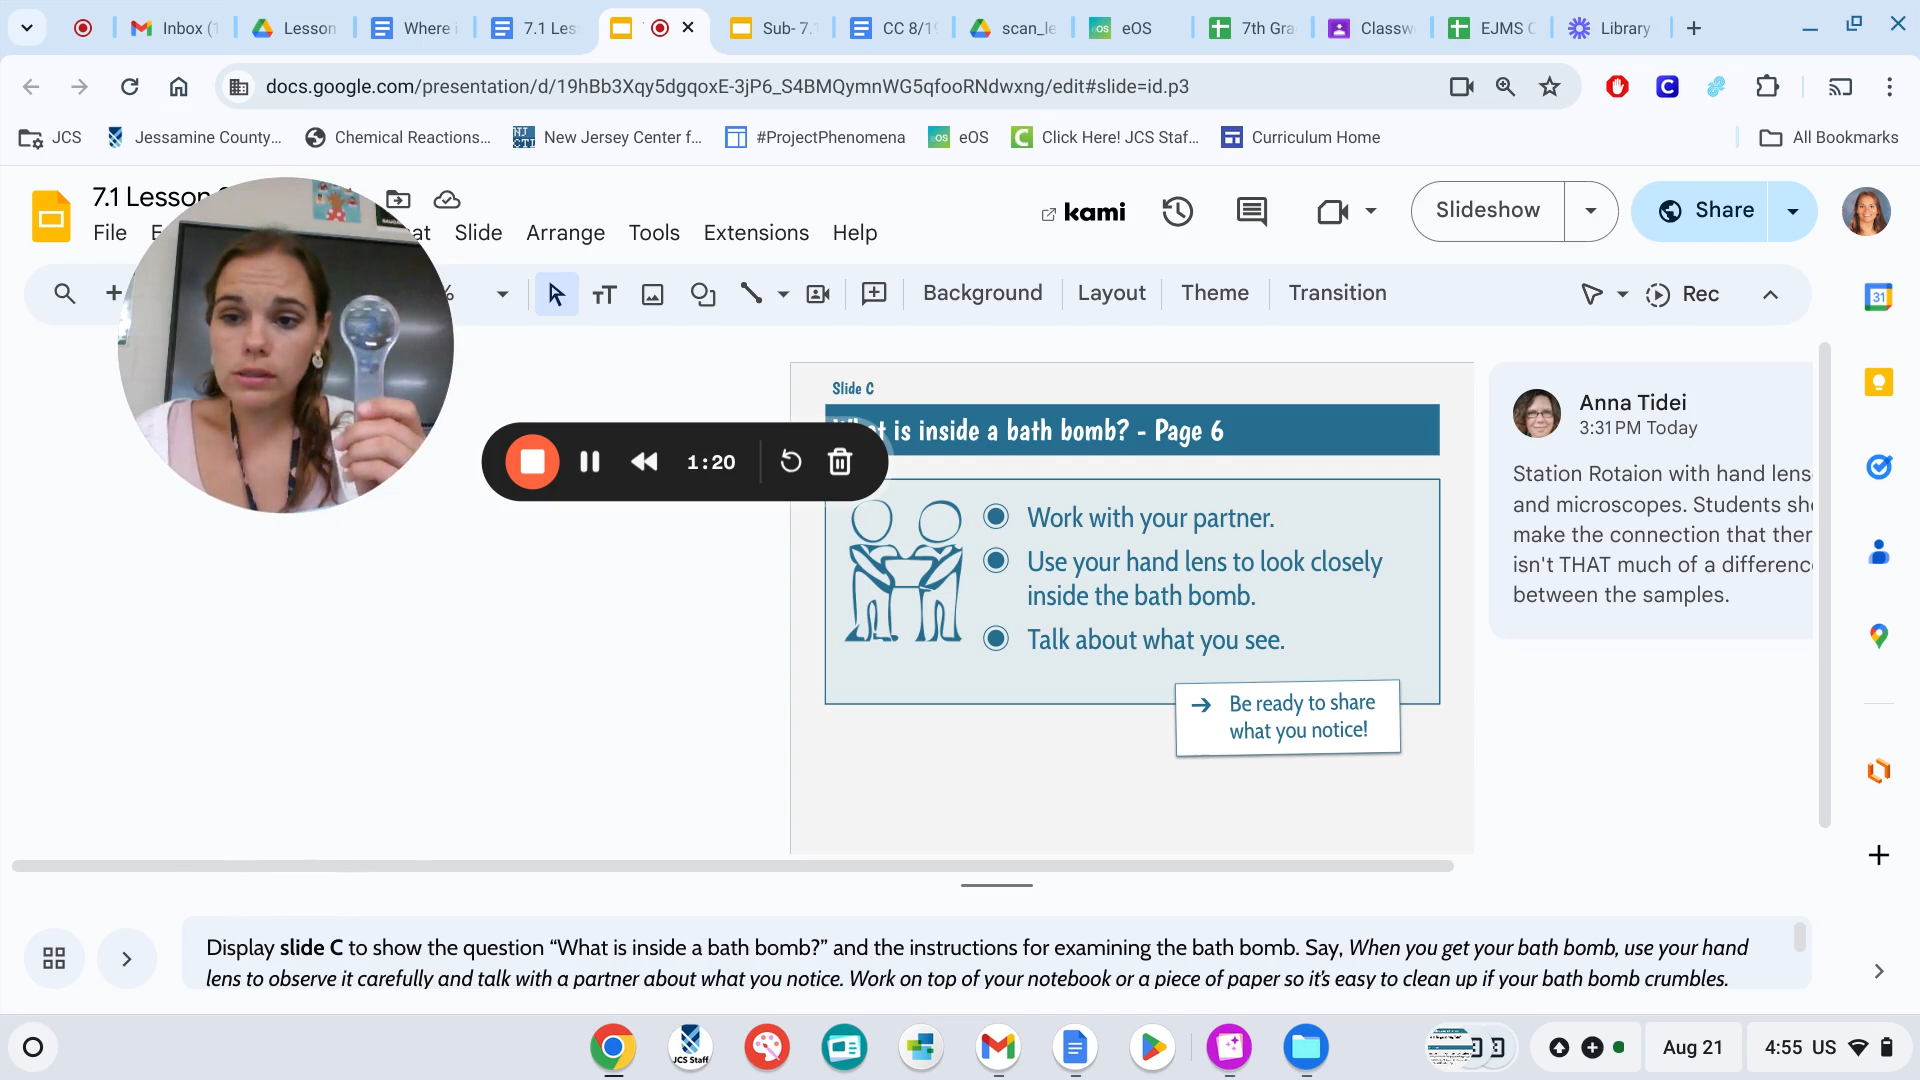 Inbox (1
Lesson
Where i
7.1 Les
Sub- 7.
CC 8/19
scan_le
eOS
7th Gra
Classw
EJMS C
Library
docs.google.com/presentation/d/19hBb3Xqy5dgqoxE-3jP6_S4BMQymnWG5qfooRNdwxng/edit#slide=id.p3
JCS
Jessamine County...
Chemical Reactions...
New Jersey Center f...
#ProjectPhenomena
eOS
Click Here! JCS Staf...
Curriculum Home
All Bookmarks
7.1 Lesson
kami
Slideshow
Share
File
E
at
Slide
Arrange
Tools
Extensions
Help
%
Background
Layout
Theme
Transition
Rec
1:20
Slide C
t is inside a bath bomb? - Page 6
Work with your partner.
Use your hand lens to look closely
inside the bath bomb.
Talk about what you see.
→ Be ready to share
what you notice!
Anna Tidei
3:31 PM Today
Station Rotaion with hand lens
and microscopes. Students sh
make the connection that ther
isn't THAT much of a differenc
between the samples.
31
Display slide C to show the question “What is inside a bath bomb?” and the instructions for examining the bath bomb. Say, When you get your bath bomb, use your hand
lens to observe it carefully and talk with a partner about what you notice. Work on top of your notebook or a piece of paper so it's easy to clean up if your bath bomb crumbles.
JCS Staff
Aug 21
4:55 US